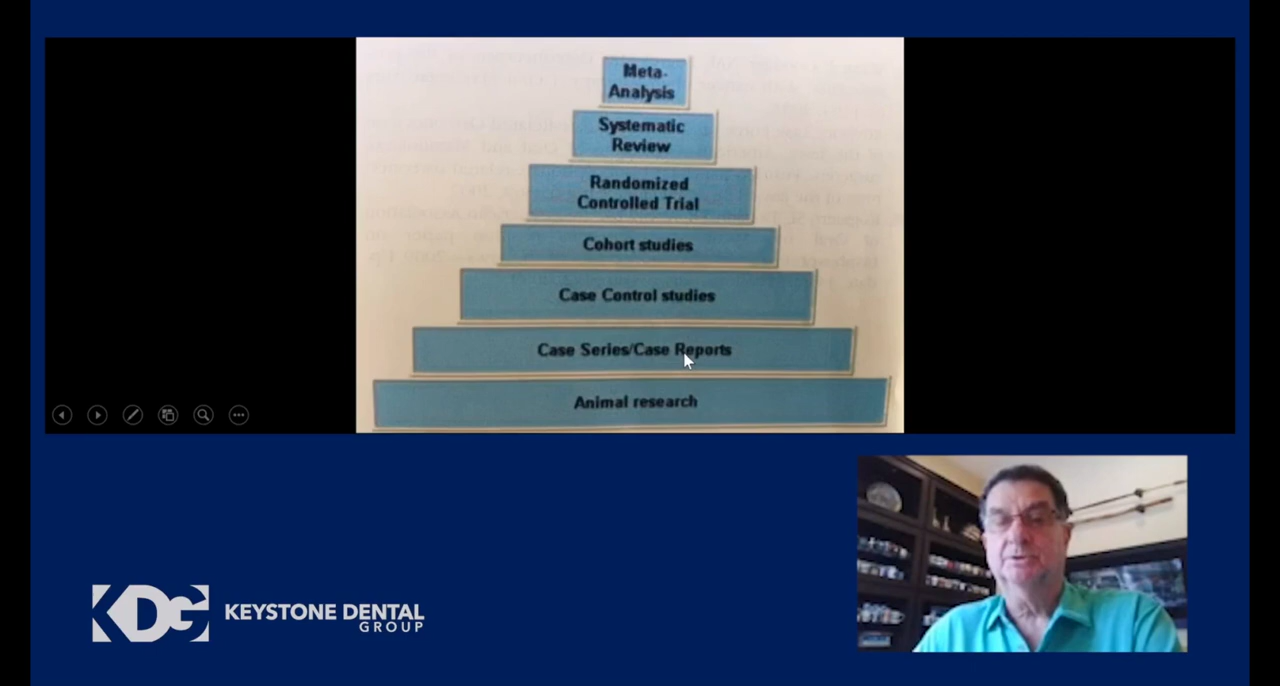 Meta-
Analysis
Systematic
Review
Randomized
Controlled Trial
Cohort studies
Case Control studies
Case Series/Case Reports
Animal research
KDG KEYSTONE DENTAL
GROUP